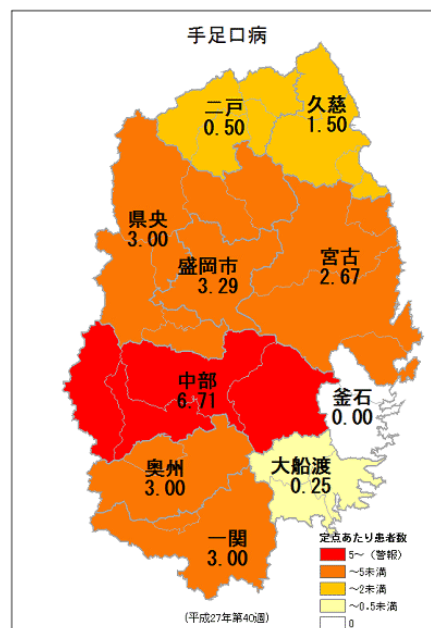 手足口病
二戸
0.50
久慈
1.50
県央
3.00
盛岡市
3.29
宮古
2.67
中部
6.71
釜石
0.00
奥州
3.00
大船渡
0.25
一関
3.00
定点あたり患者数
5～（警報）
～5未満
～2未満
～0.5未満
0
(平成27年第40週)